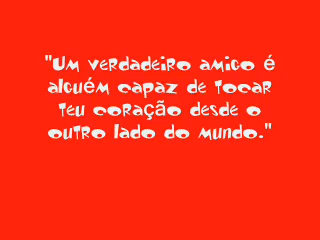 "Um verdadeiro amigo é
alguém capaz de tocar
teu coração desde o
outro lado do mundo."